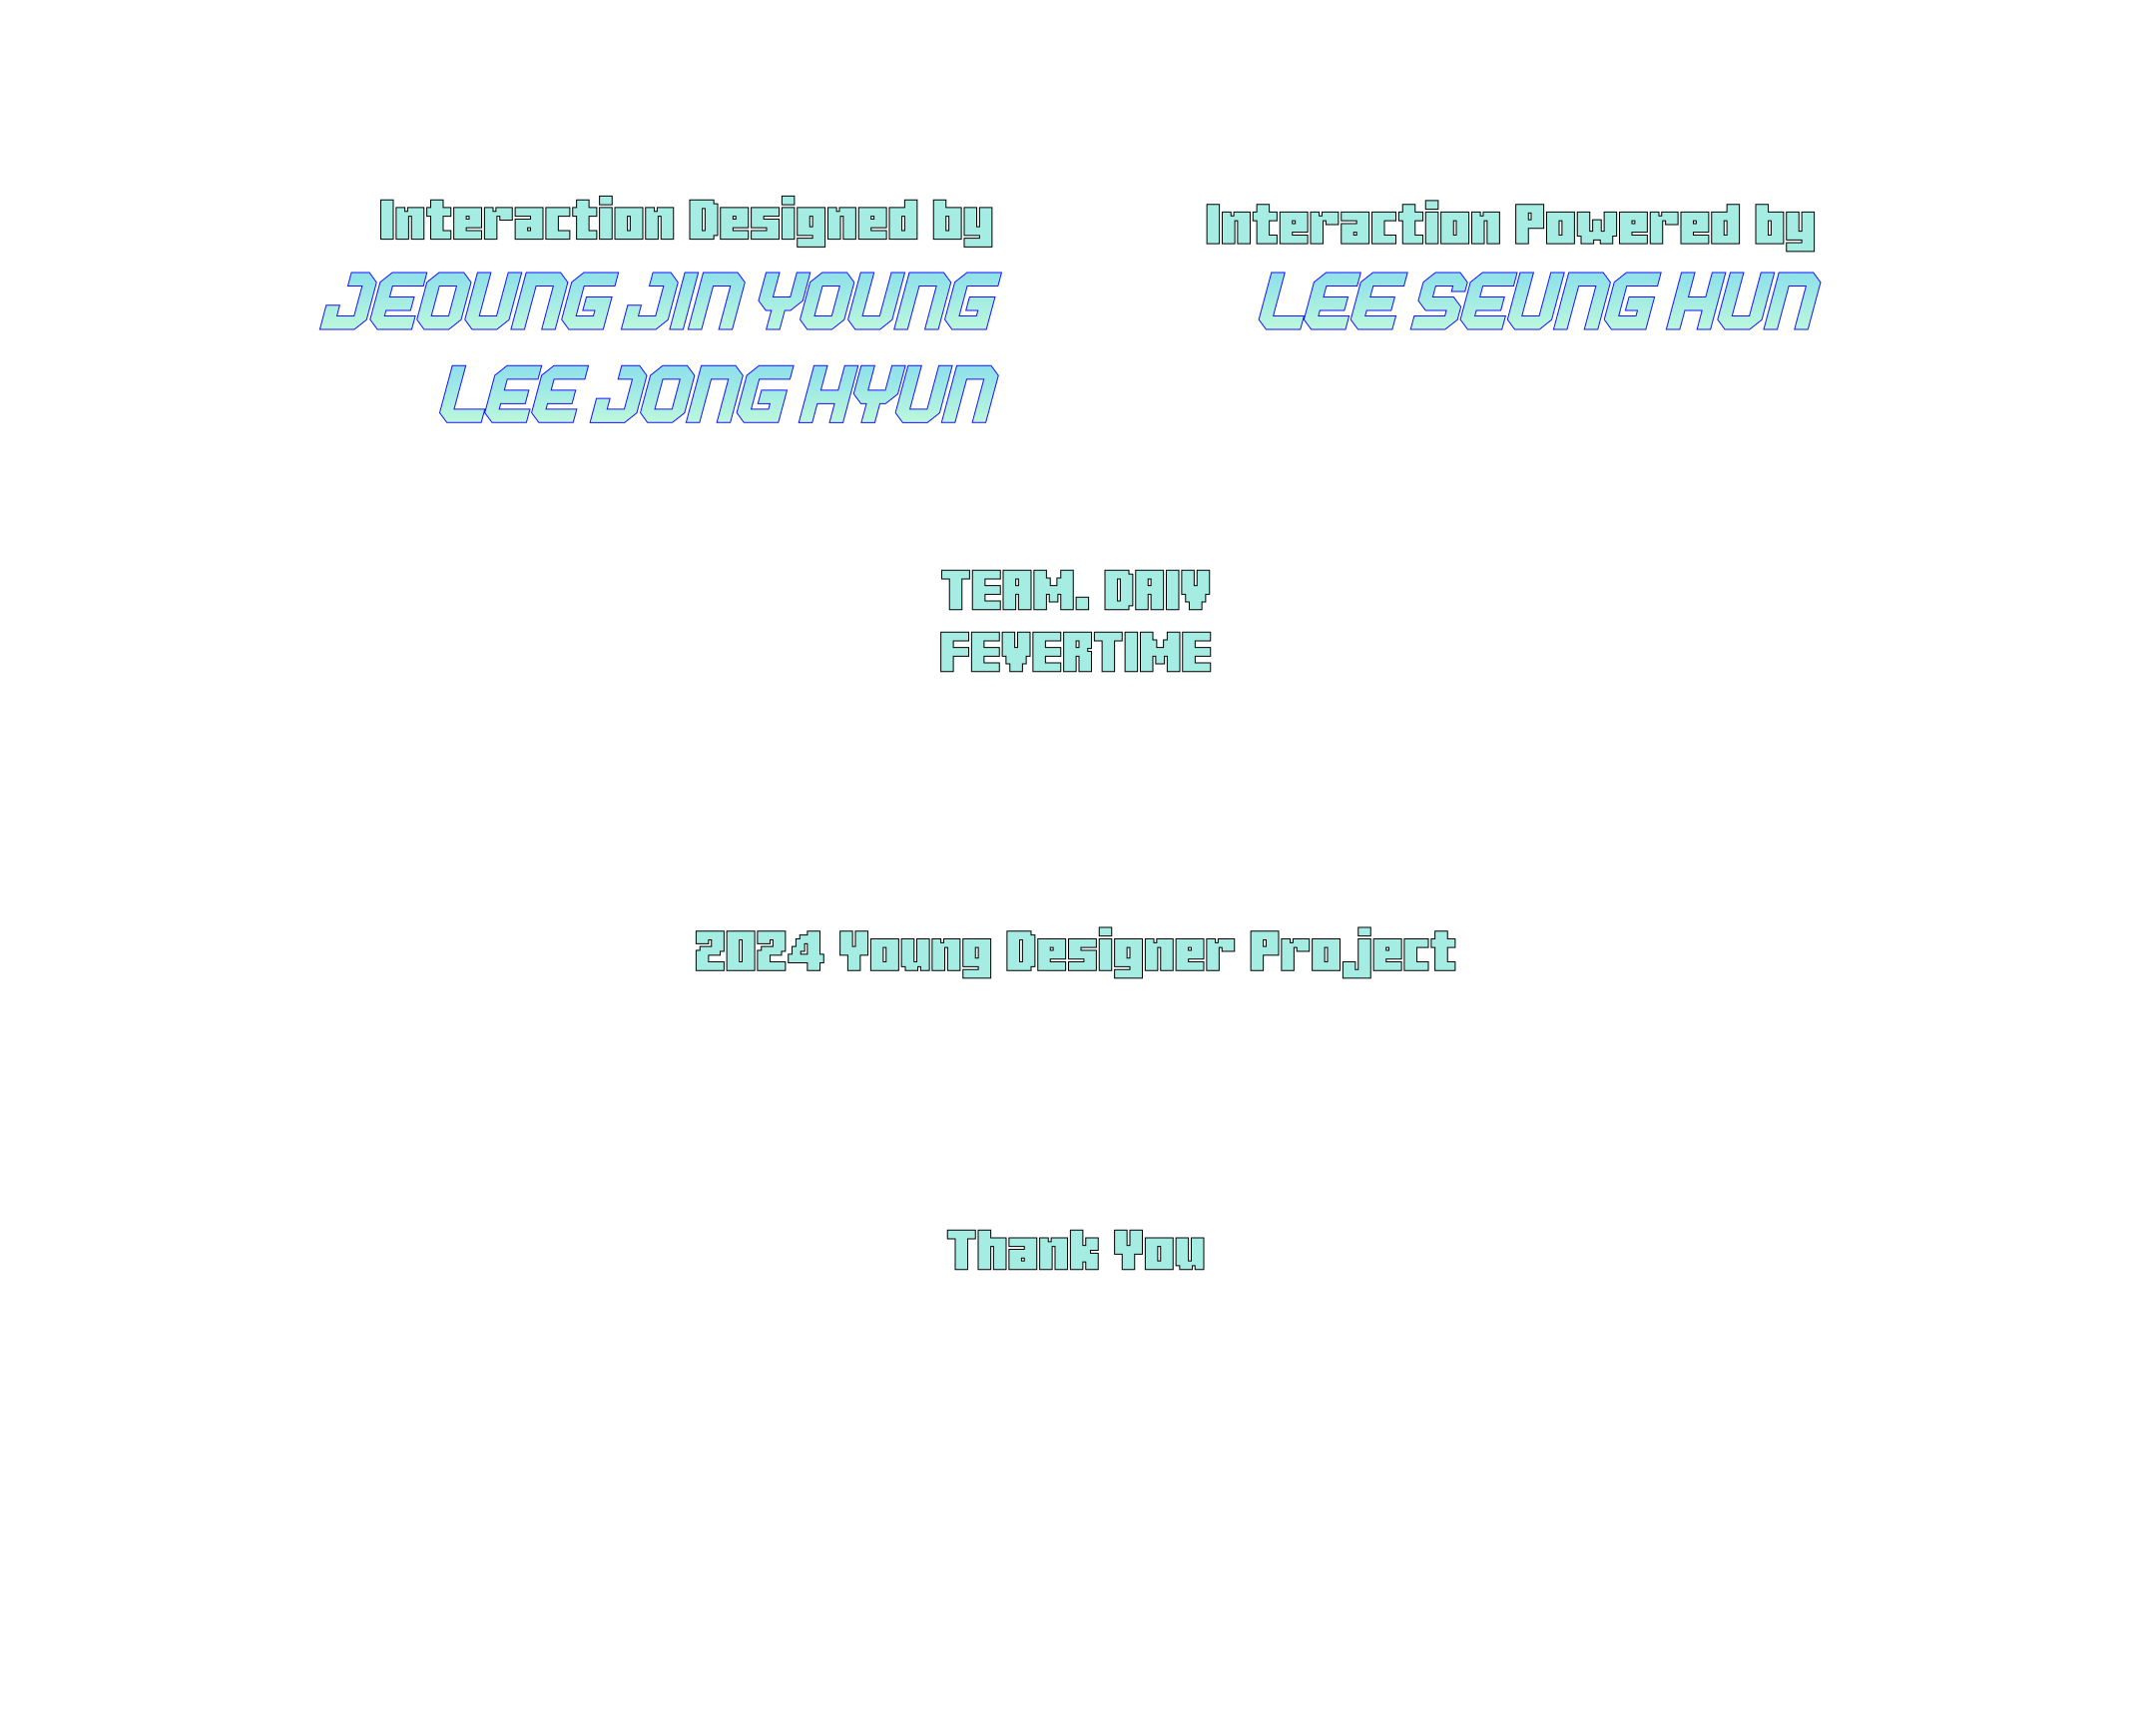 Interaction Designed by
JEOUNG JIN YOUNG
LEE JONG HYUN
Interaction Powered by
LEE SEUNG HUN
TEAM. DAIV
FEVERTIME
2024 Young Designer Project
Thank You